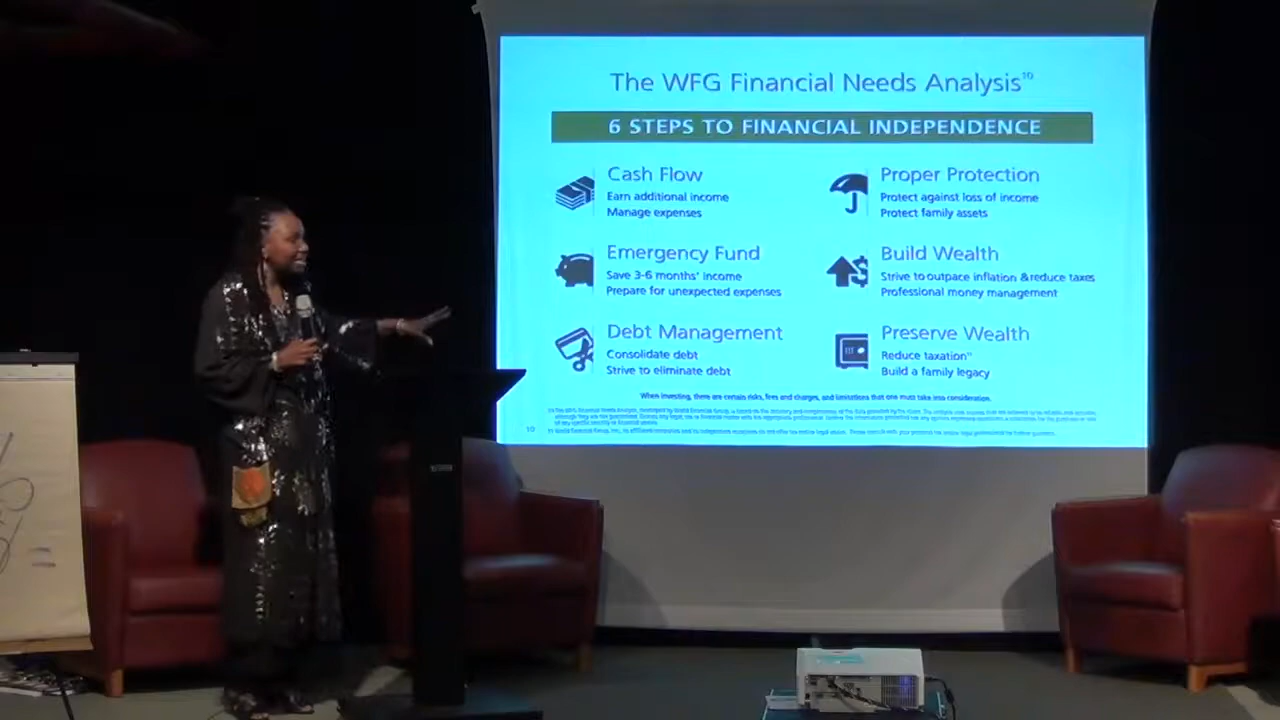 The WFG Financial Needs Analysis¹⁰
6 STEPS TO FINANCIAL INDEPENDENCE
Cash Flow
Earn additional income
Manage expenses
Emergency Fund
Save 3-6 months' income
Prepare for unexpected expenses
Debt Management
Consolidate debt
Strive to eliminate debt
Proper Protection
Protect against loss of income
Protect family assets
Build Wealth
Strive to outpace inflation & reduce taxes
Professional money management
Preserve Wealth
Reduce taxation¹¹
Build a family legacy
When investing, there are certain risks, fees and charges, and limitations that one must take into consideration.
10